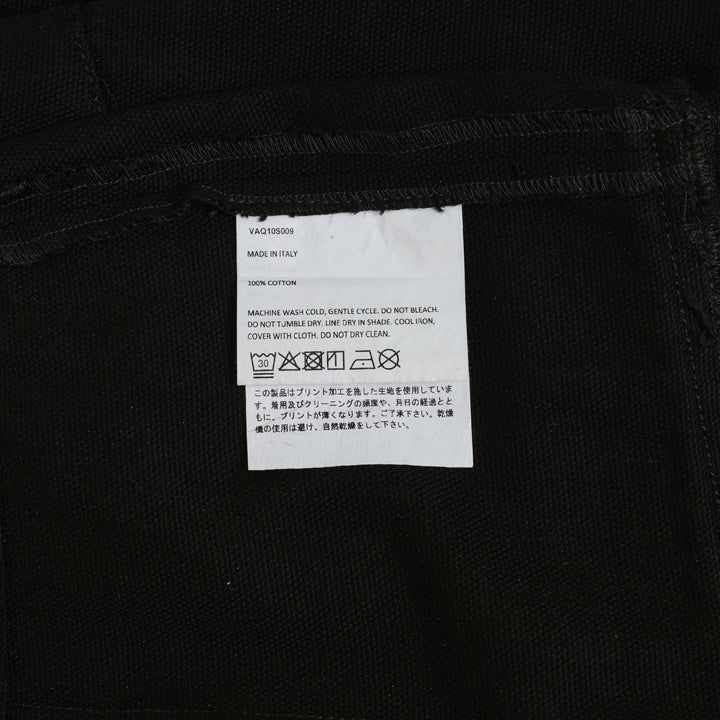 VAQ10S009
MADE IN ITALY
100% COTTON
MACHINE WASH COLD, GENTLE CYCLE. DO NOT BLEACH.
DO NOT TUMBLE DRY. LINE DRY IN SHADE. COOL IRON,
COVER WITH CLOTH. DO NOT DRY CLEAN.
30
この製品はプリント加工を施した生地を使用していま
す。着用及びクリーニングの頻度や、月日の経過とと
もに、プリントが薄くなります。ご了承下さい。乾燥
機の使用は避け、自然乾燥をして下さい。